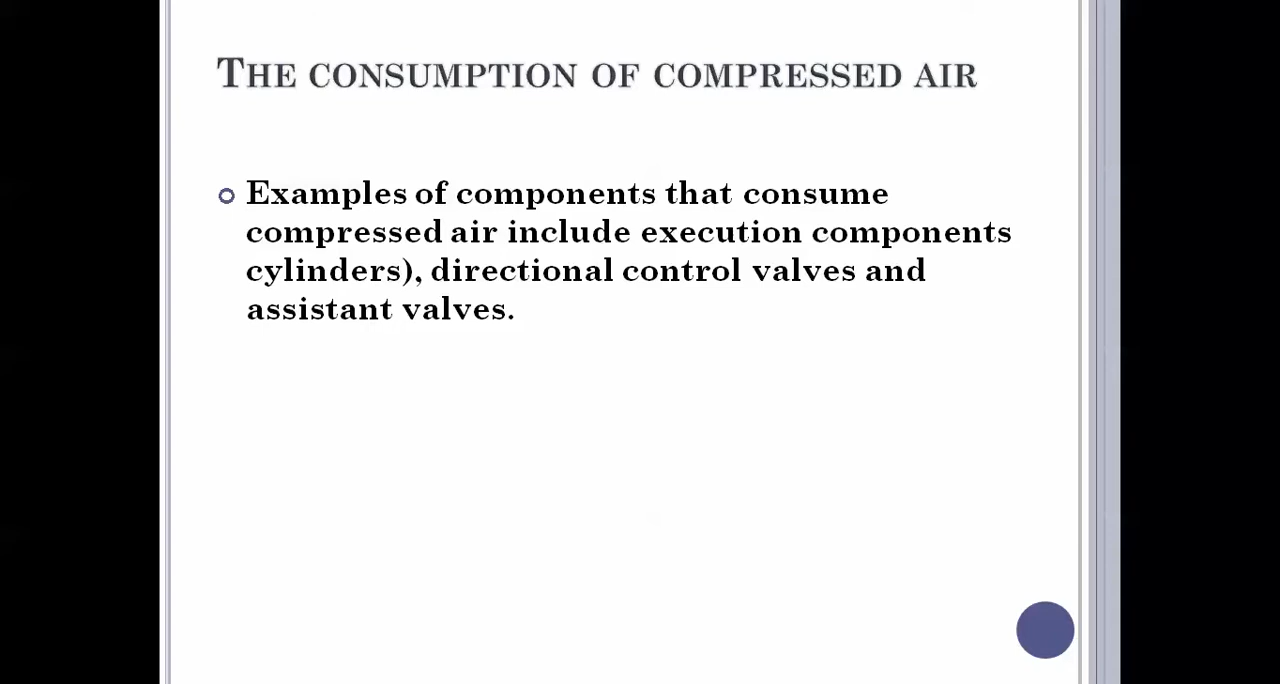 The consumption of compressed air
Examples of components that consume
compressed air include execution components
cylinders), directional control valves and
assistant valves.